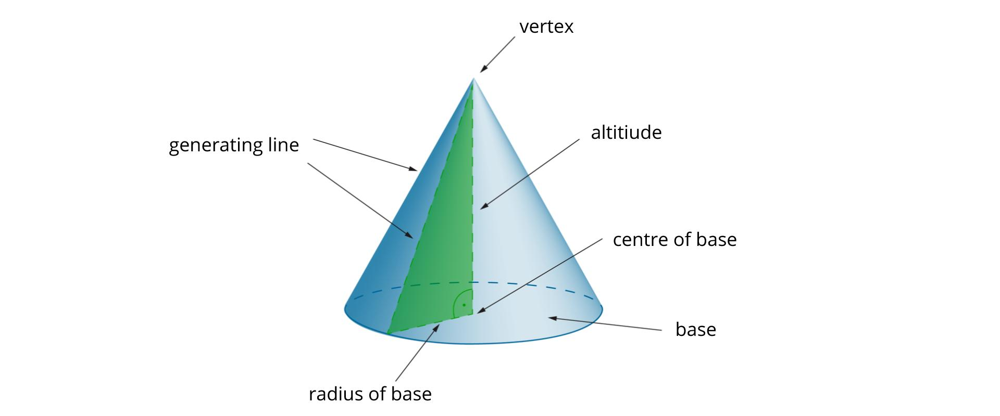 vertex
altitiude
generating line
centre of base
base
radius of base